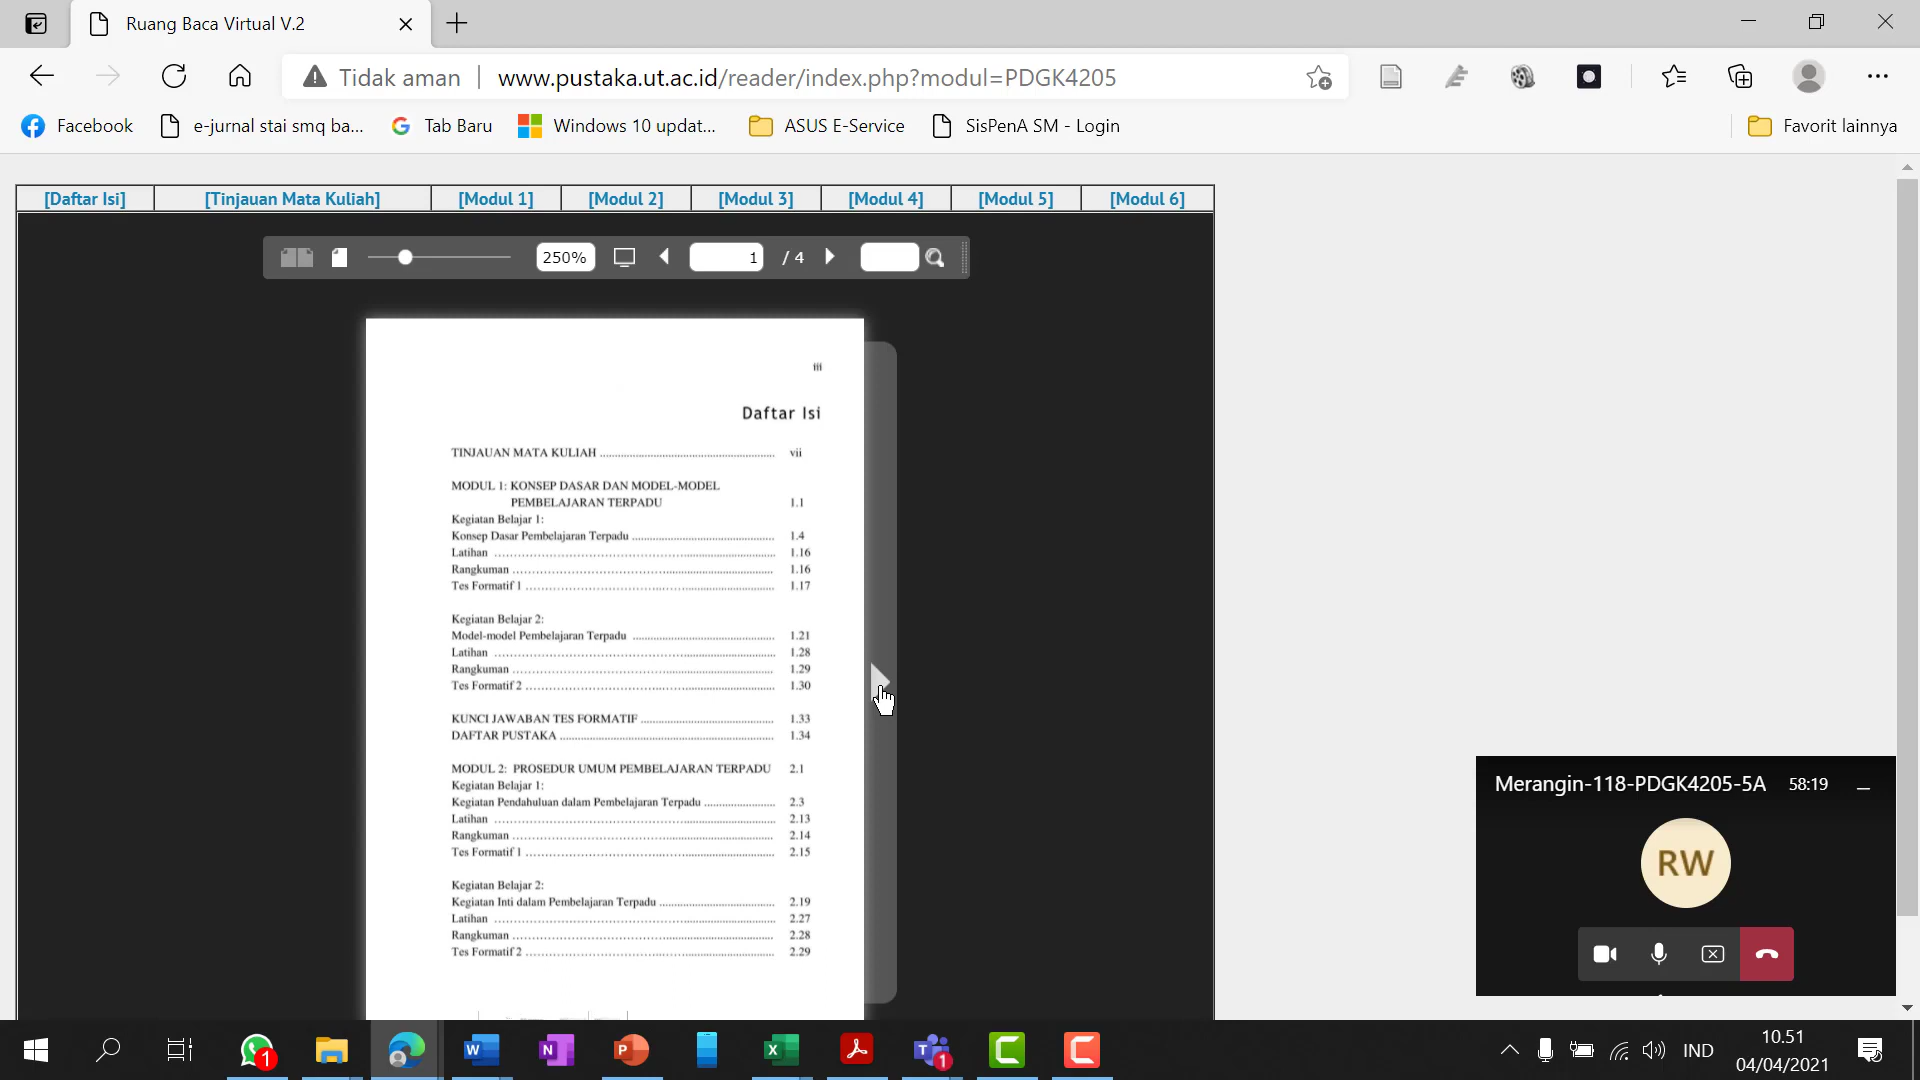 Ruang Baca Virtual V.2
Tidak aman www.pustaka.ut.ac.id/reader/index.php?modul=PDGK4205
Facebook e-jurnal stai smq ba... Tab Baru Windows 10 updat... ASUS E-Service SisPenA SM - Login Favorit lainnya
[Daftar Isi] [Tinjauan Mata Kuliah] [Modul 1] [Modul 2] [Modul 3] [Modul 4] [Modul 5] [Modul 6]
250% 1 / 4
iii
Daftar Isi
TINJAUAN MATA KULIAH ........................................ vii
MODUL 1: KONSEP DASAR DAN MODEL-MODEL
PEMBELAJARAN TERPADU 1.1
Kegiatan Belajar 1:
Konsep Dasar Pembelajaran Terpadu ........................................ 1.4
Latihan ........................................ 1.16
Rangkuman ........................................ 1.16
Tes Formatif 1 ........................................ 1.17
Kegiatan Belajar 2:
Model-model Pembelajaran Terpadu ........................................ 1.21
Latihan ........................................ 1.28
Rangkuman ........................................ 1.29
Tes Formatif 2 ........................................ 1.30
KUNCI JAWABAN TES FORMATIF ........................................ 1.33
DAFTAR PUSTAKA ........................................ 1.34
MODUL 2: PROSEDUR UMUM PEMBELAJARAN TERPADU 2.1
Kegiatan Belajar 1:
Kegiatan Pendahuluan dalam Pembelajaran Terpadu .................... 2.3
Latihan ........................................ 2.13
Rangkuman ........................................ 2.14
Tes Formatif 1 ........................................ 2.15
Kegiatan Belajar 2:
Kegiatan Inti dalam Pembelajaran Terpadu .............................. 2.19
Latihan ........................................ 2.27
Rangkuman ........................................ 2.28
Tes Formatif 2 ........................................ 2.29
Merangin-118-PDGK4205-5A 58:19
RW
1
1
IND
10.51
04/04/2021